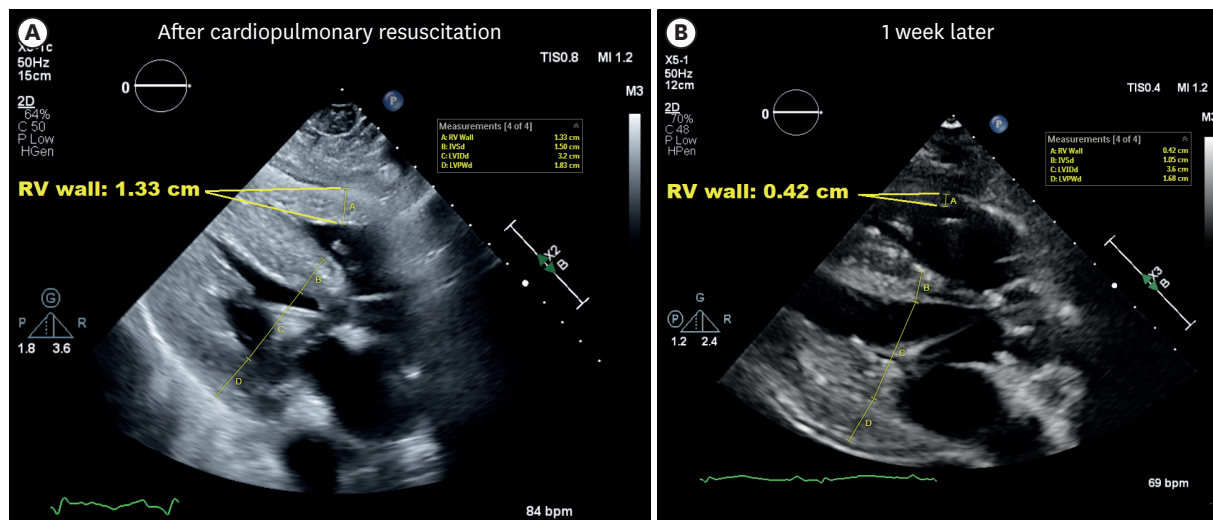 A
After cardiopulmonary resuscitation
X5-1c
50Hz
15cm
2D
64%
C 50
P Low
HGen
0
TIS0.8 MI 1.2
M3
P
Measurements [4 of 4]
A: RV Wall 1.33 cm
B: IVSd 1.50 cm
C: LVIDd 3.2 cm
D: LVPWd 1.83 cm
RV wall: 1.33 cm
A
B
C
D
X2
B
G
P R
1.8 3.6
84 bpm
B
1 week later
X5-1
50Hz
12cm
2D
70%
C 48
P Low
HPen
0
TIS0.4 MI 1.2
M3
P
Measurements [4 of 4]
A: RV Wall 0.42 cm
B: IVSd 1.05 cm
C: LVIDd 3.6 cm
D: LVPWd 1.68 cm
RV wall: 0.42 cm
A
B
C
D
X3
B
G
P R
1.2 2.4
69 bpm